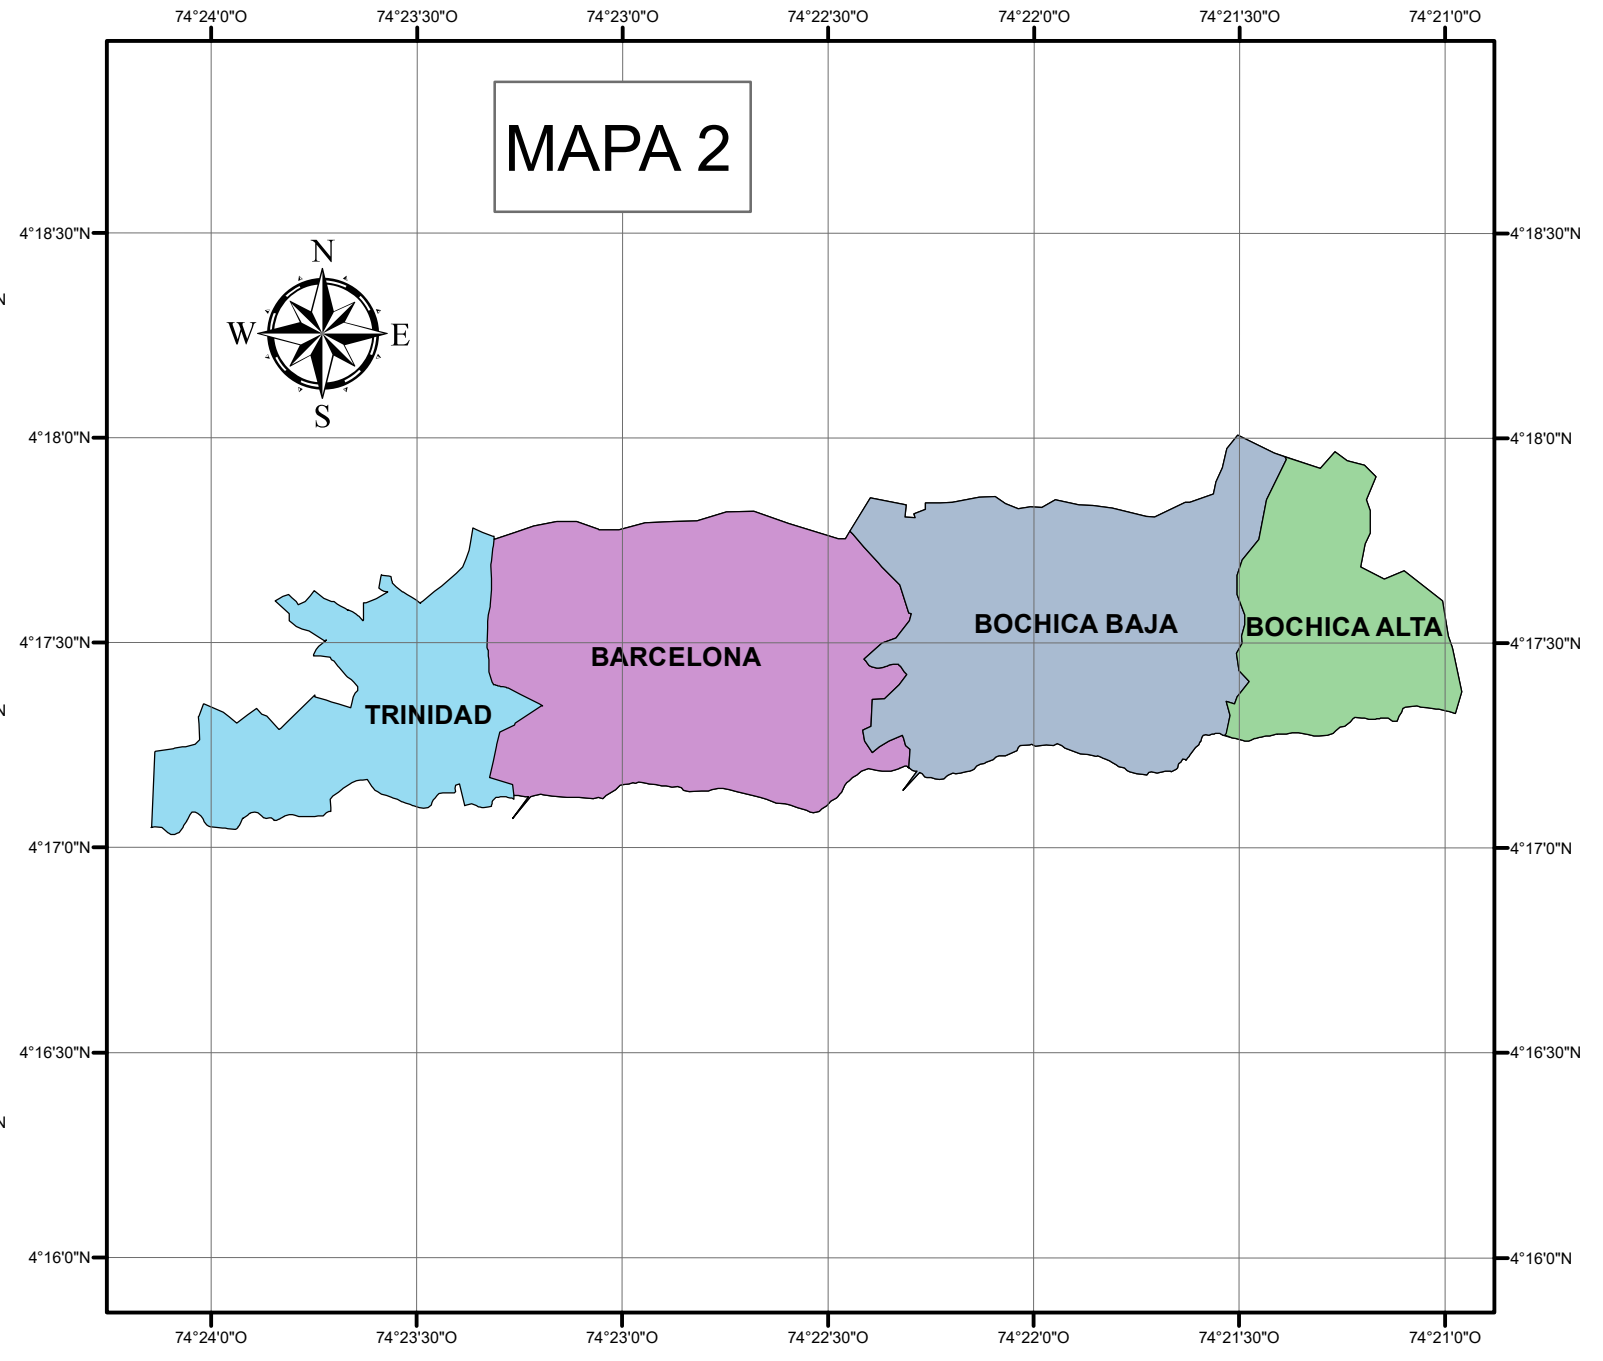 74°24'0"O 74°23'30"O 74°23'0"O 74°22'30"O 74°22'0"O 74°21'30"O 74°21'0"O
MAPA 2
4°18'30"N 4°18'30"N
N
N
W E
S
4°18'0"N 4°18'0"N
BOCHICA BAJA BOCHICA ALTA
4°17'30"N 4°17'30"N
BARCELONA
N
TRINIDAD
4°17'0"N 4°17'0"N
4°16'30"N 4°16'30"N
N
4°16'0"N 4°16'0"N
74°24'0"O 74°23'30"O 74°23'0"O 74°22'30"O 74°22'0"O 74°21'30"O 74°21'0"O